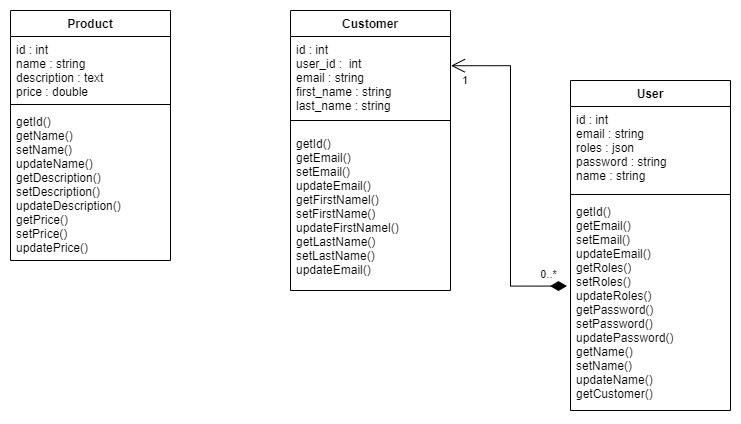 Product
id : int
name : string
description : text
price : double
getId()
getName()
setName()
updateName()
getDescription()
setDescription()
updateDescription()
getPrice()
setPrice()
updatePrice()
Customer
id : int
user_id :  int
email : string
first_name : string
last_name : string
getId()
getEmail()
setEmail()
updateEmail()
getFirstNamel()
setFirstName()
updateFirstNamel()
getLastName()
setLastName()
updateEmail()
1
0..*
User
id : int
email : string
roles : json
password : string
name : string
getId()
getEmail()
setEmail()
updateEmail()
getRoles()
setRoles()
updateRoles()
getPassword()
setPassword()
updatePassword()
getName()
setName()
updateName()
getCustomer()